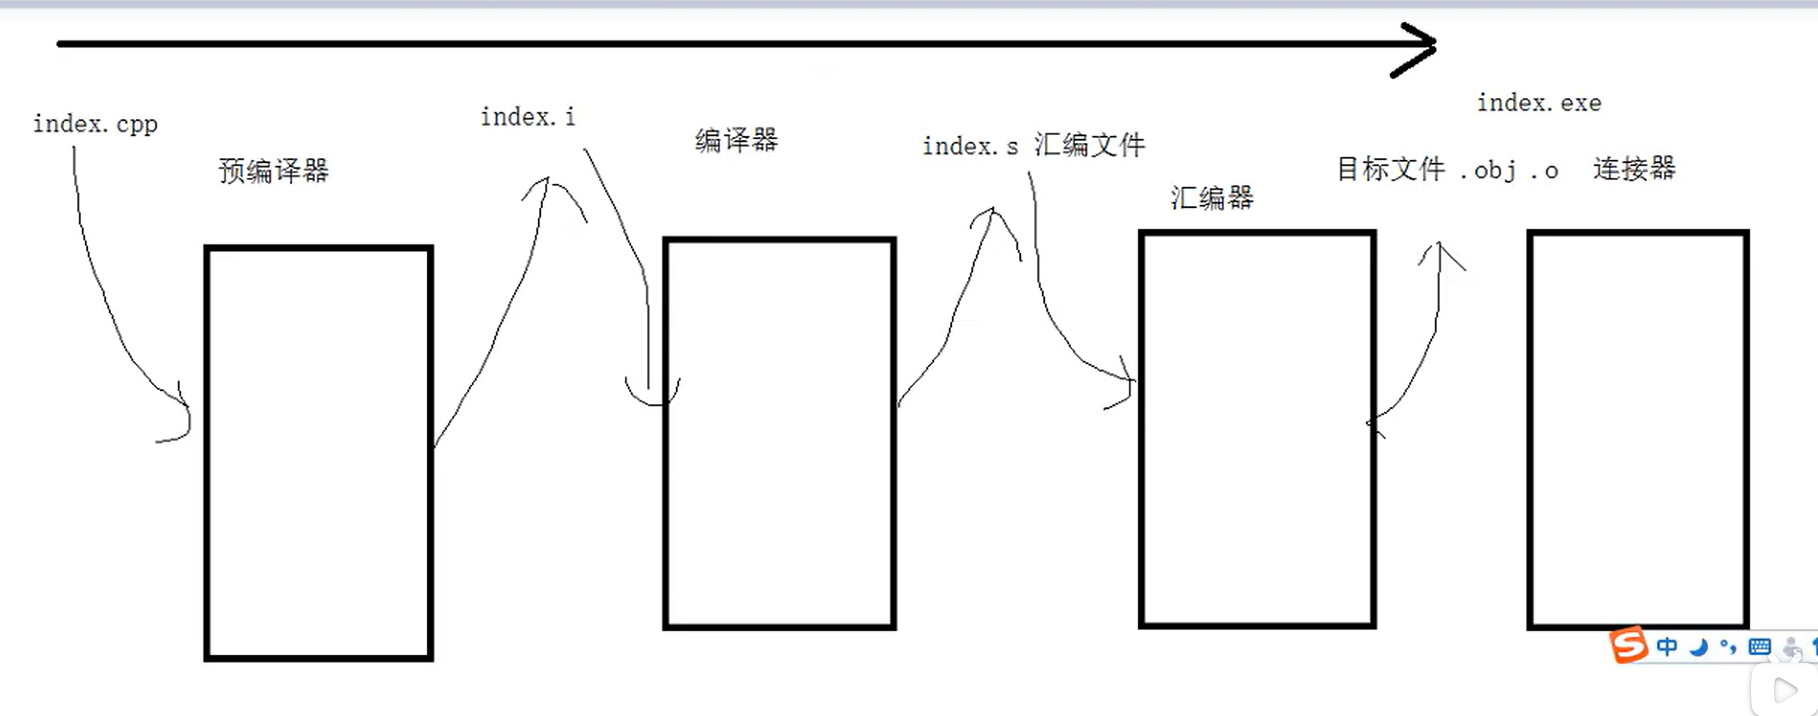 index.cpp
预编译器
index.i
编译器
index.s 汇编文件
汇编器
index.exe
目标文件 .obj .o
连接器
S 中